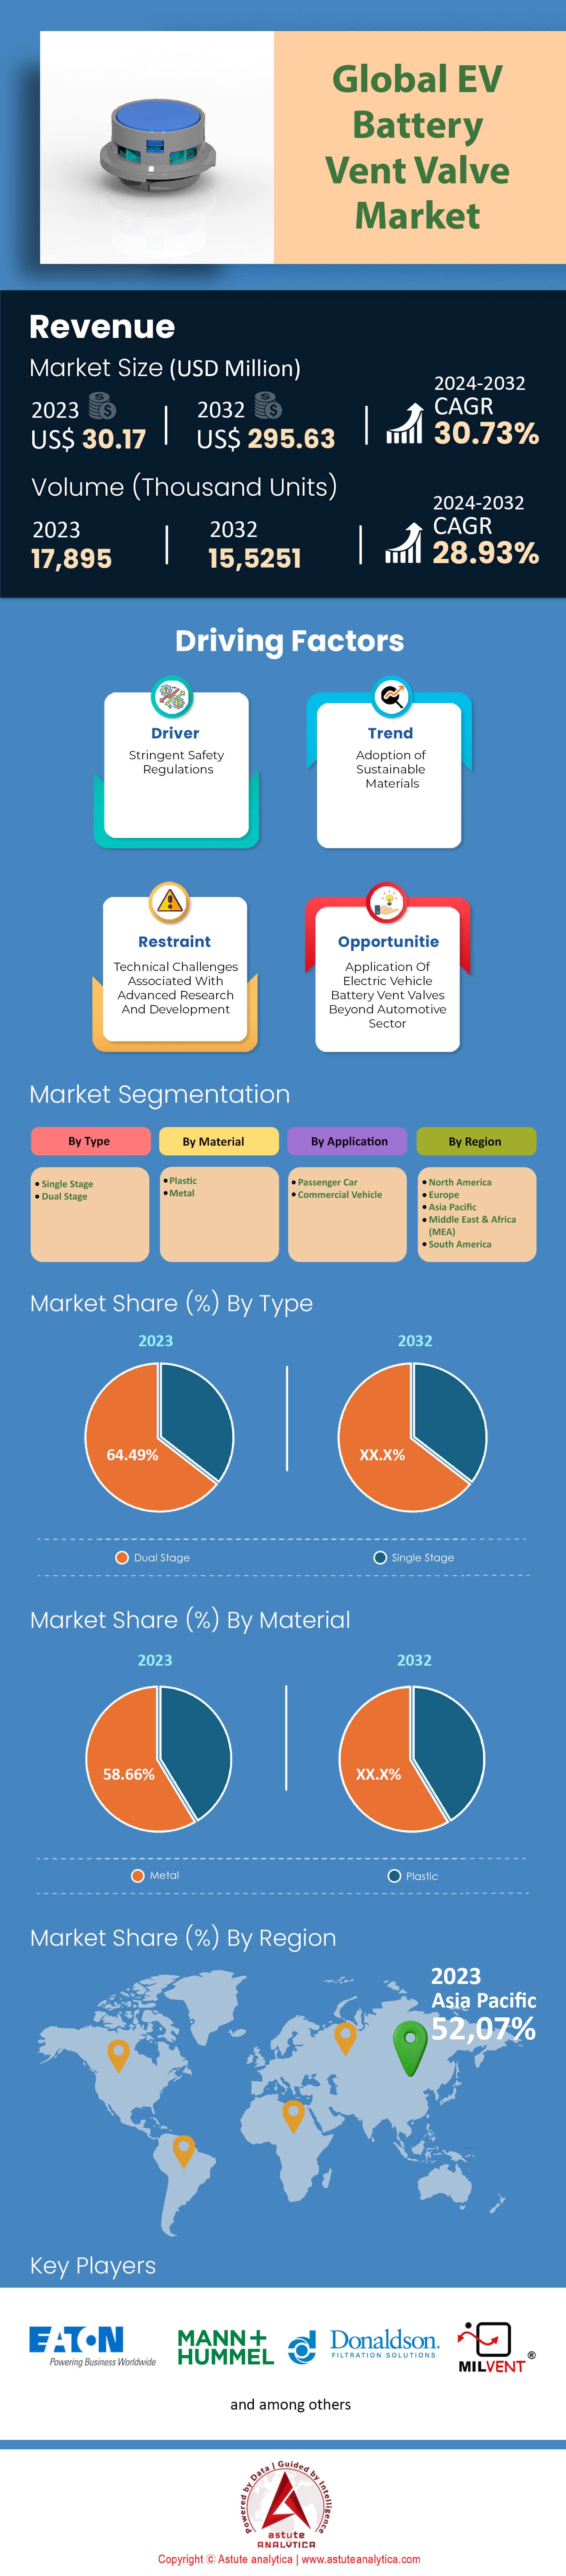 Global EV
Battery
Vent Valve
Market
Revenue
Market Size (USD Million)
2023
US$ 30.17
2032
US$ 295.63
2024-2032
CAGR
30.73%
Volume (Thousand Units)
2023
17,895
2032
15,5251
2024-2032
CAGR
28.93%
Driving Factors
Driver
Stringent Safety
Regulations
Trend
Adoption of
Sustainable
Materials
Restraint
Technical Challenges
Associated With
Advanced Research
And Development
Opportunitie
Application Of
Electric Vehicle
Battery Vent Valves
Beyond Automotive
Sector
Market Segmentation
By Type
Single Stage
Dual Stage
By Material
Plastic
Metal
By Application
Passenger Car
Commercial Vehicle
By Region
North America
Europe
Asia Pacific
Middle East & Africa
(MEA)
South America
Market Share (%) By Type
2023
2032
64.49%
XX.X%
Dual Stage
Single Stage
Market Share (%) By Material
2023
2032
58.66%
XX.X%
Metal
Plastic
Market Share (%) By Region
2023
Asia Pacific
52,07%
Key Players
EATON
Powering Business Worldwide
MANN+
HUMMEL
Donaldson.
FILTRATION SOLUTIONS
MILVENT®
and among others
Powered by Data | Guided by Intelligence
astute
ANALYTICA
Copyright © Astute analytica | www.astuteanalytica.com